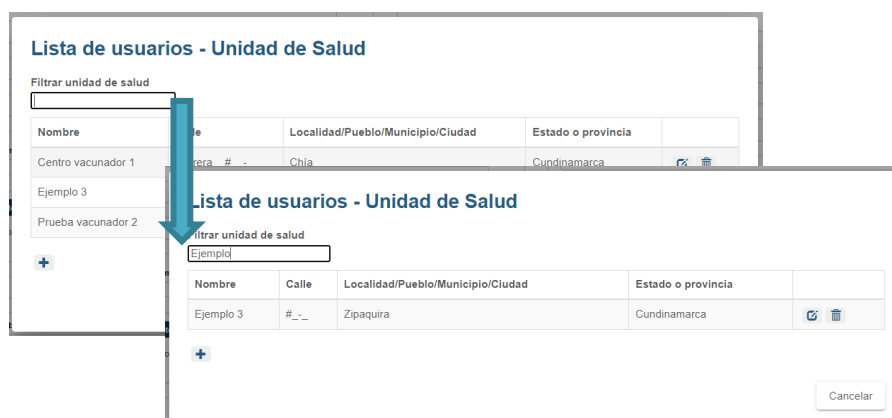 Lista de usuarios - Unidad de Salud
Filtrar unidad de salud
Nombre Localidad/Pueblo/Municipio/Ciudad Estado o provincia
Centro vacunador 1 # - Chía Cundinamarca
Ejemplo 3
Prueba vacunador 2
+
Lista de usuarios - Unidad de Salud
Filtrar unidad de salud
Ejemplo
Nombre Calle Localidad/Pueblo/Municipio/Ciudad Estado o provincia
Ejemplo 3 #_-_ Zipaquira Cundinamarca
+
Cancelar